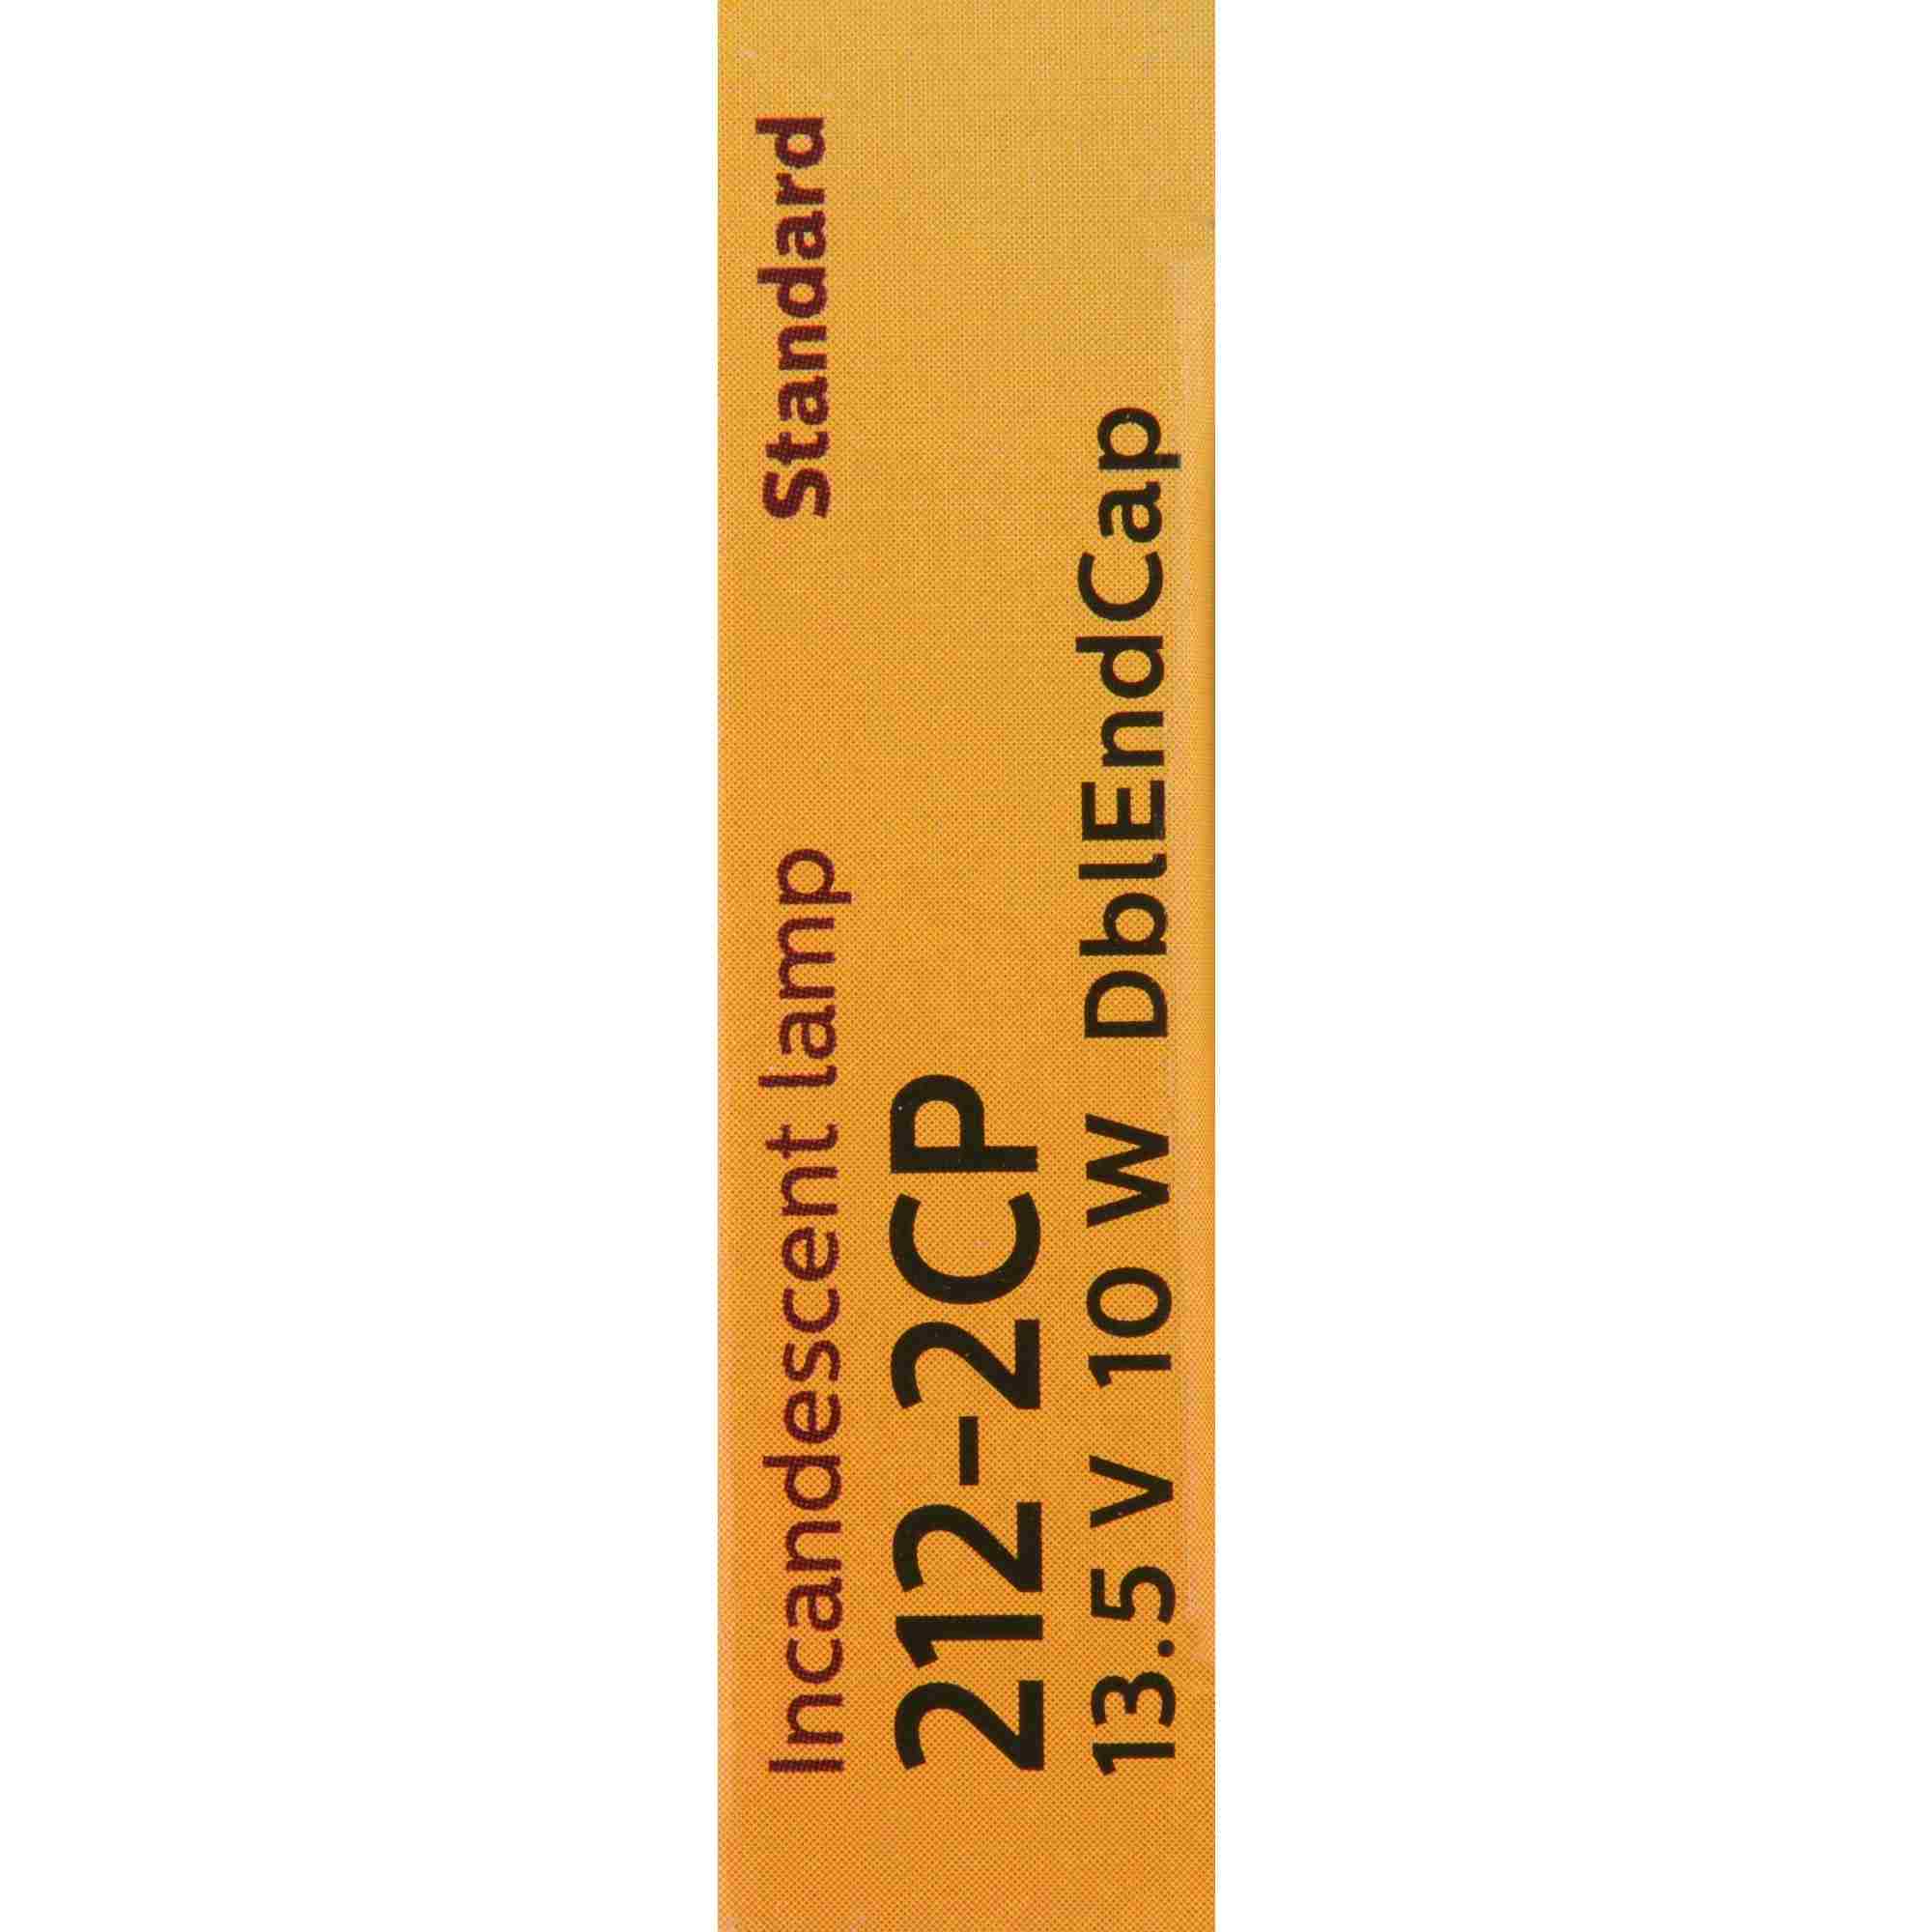 Incandescent lamp Standard
212-2CP
13.5 V 10 W DblEndCap